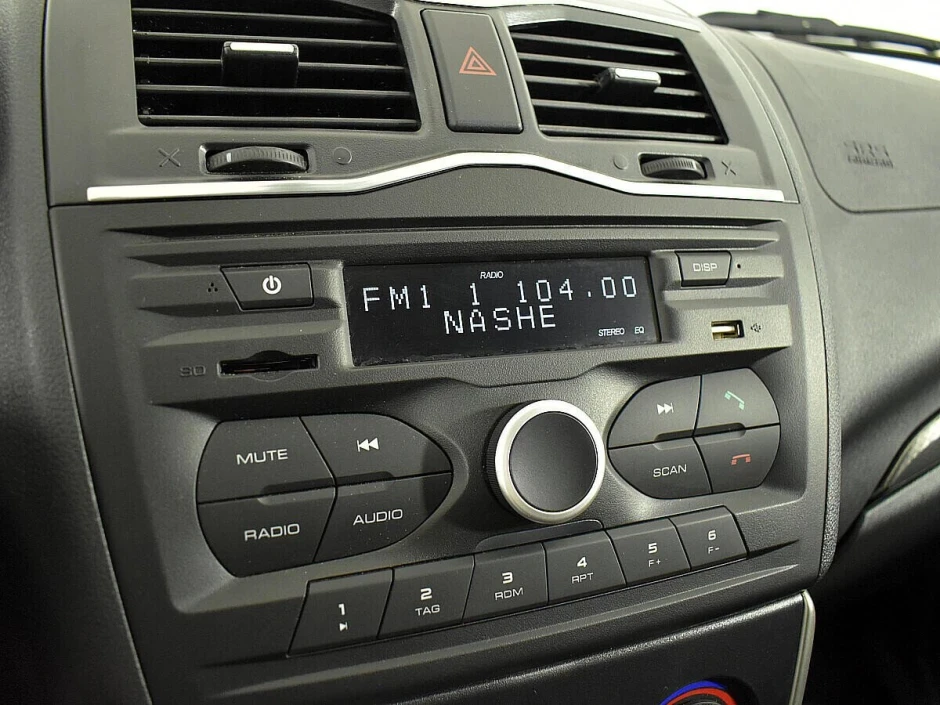 RADIO
FM1 1 104.00
NASHE
STEREO EQ
DISP
SD
MUTE
RADIO
AUDIO
SCAN
1
2
TAG
3
RDM
4
RPT
5
F+
6
F-